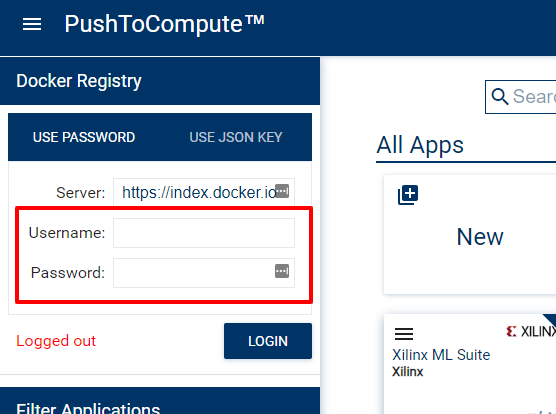 PushToCompute™
Docker Registry
USE PASSWORD USE JSON KEY
Server: https://index.docker.io
Username:
Password:
Logged out LOGIN
Filter Applications
Sear
All Apps
New
XILINX
Xilinx ML Suite
Xilinx